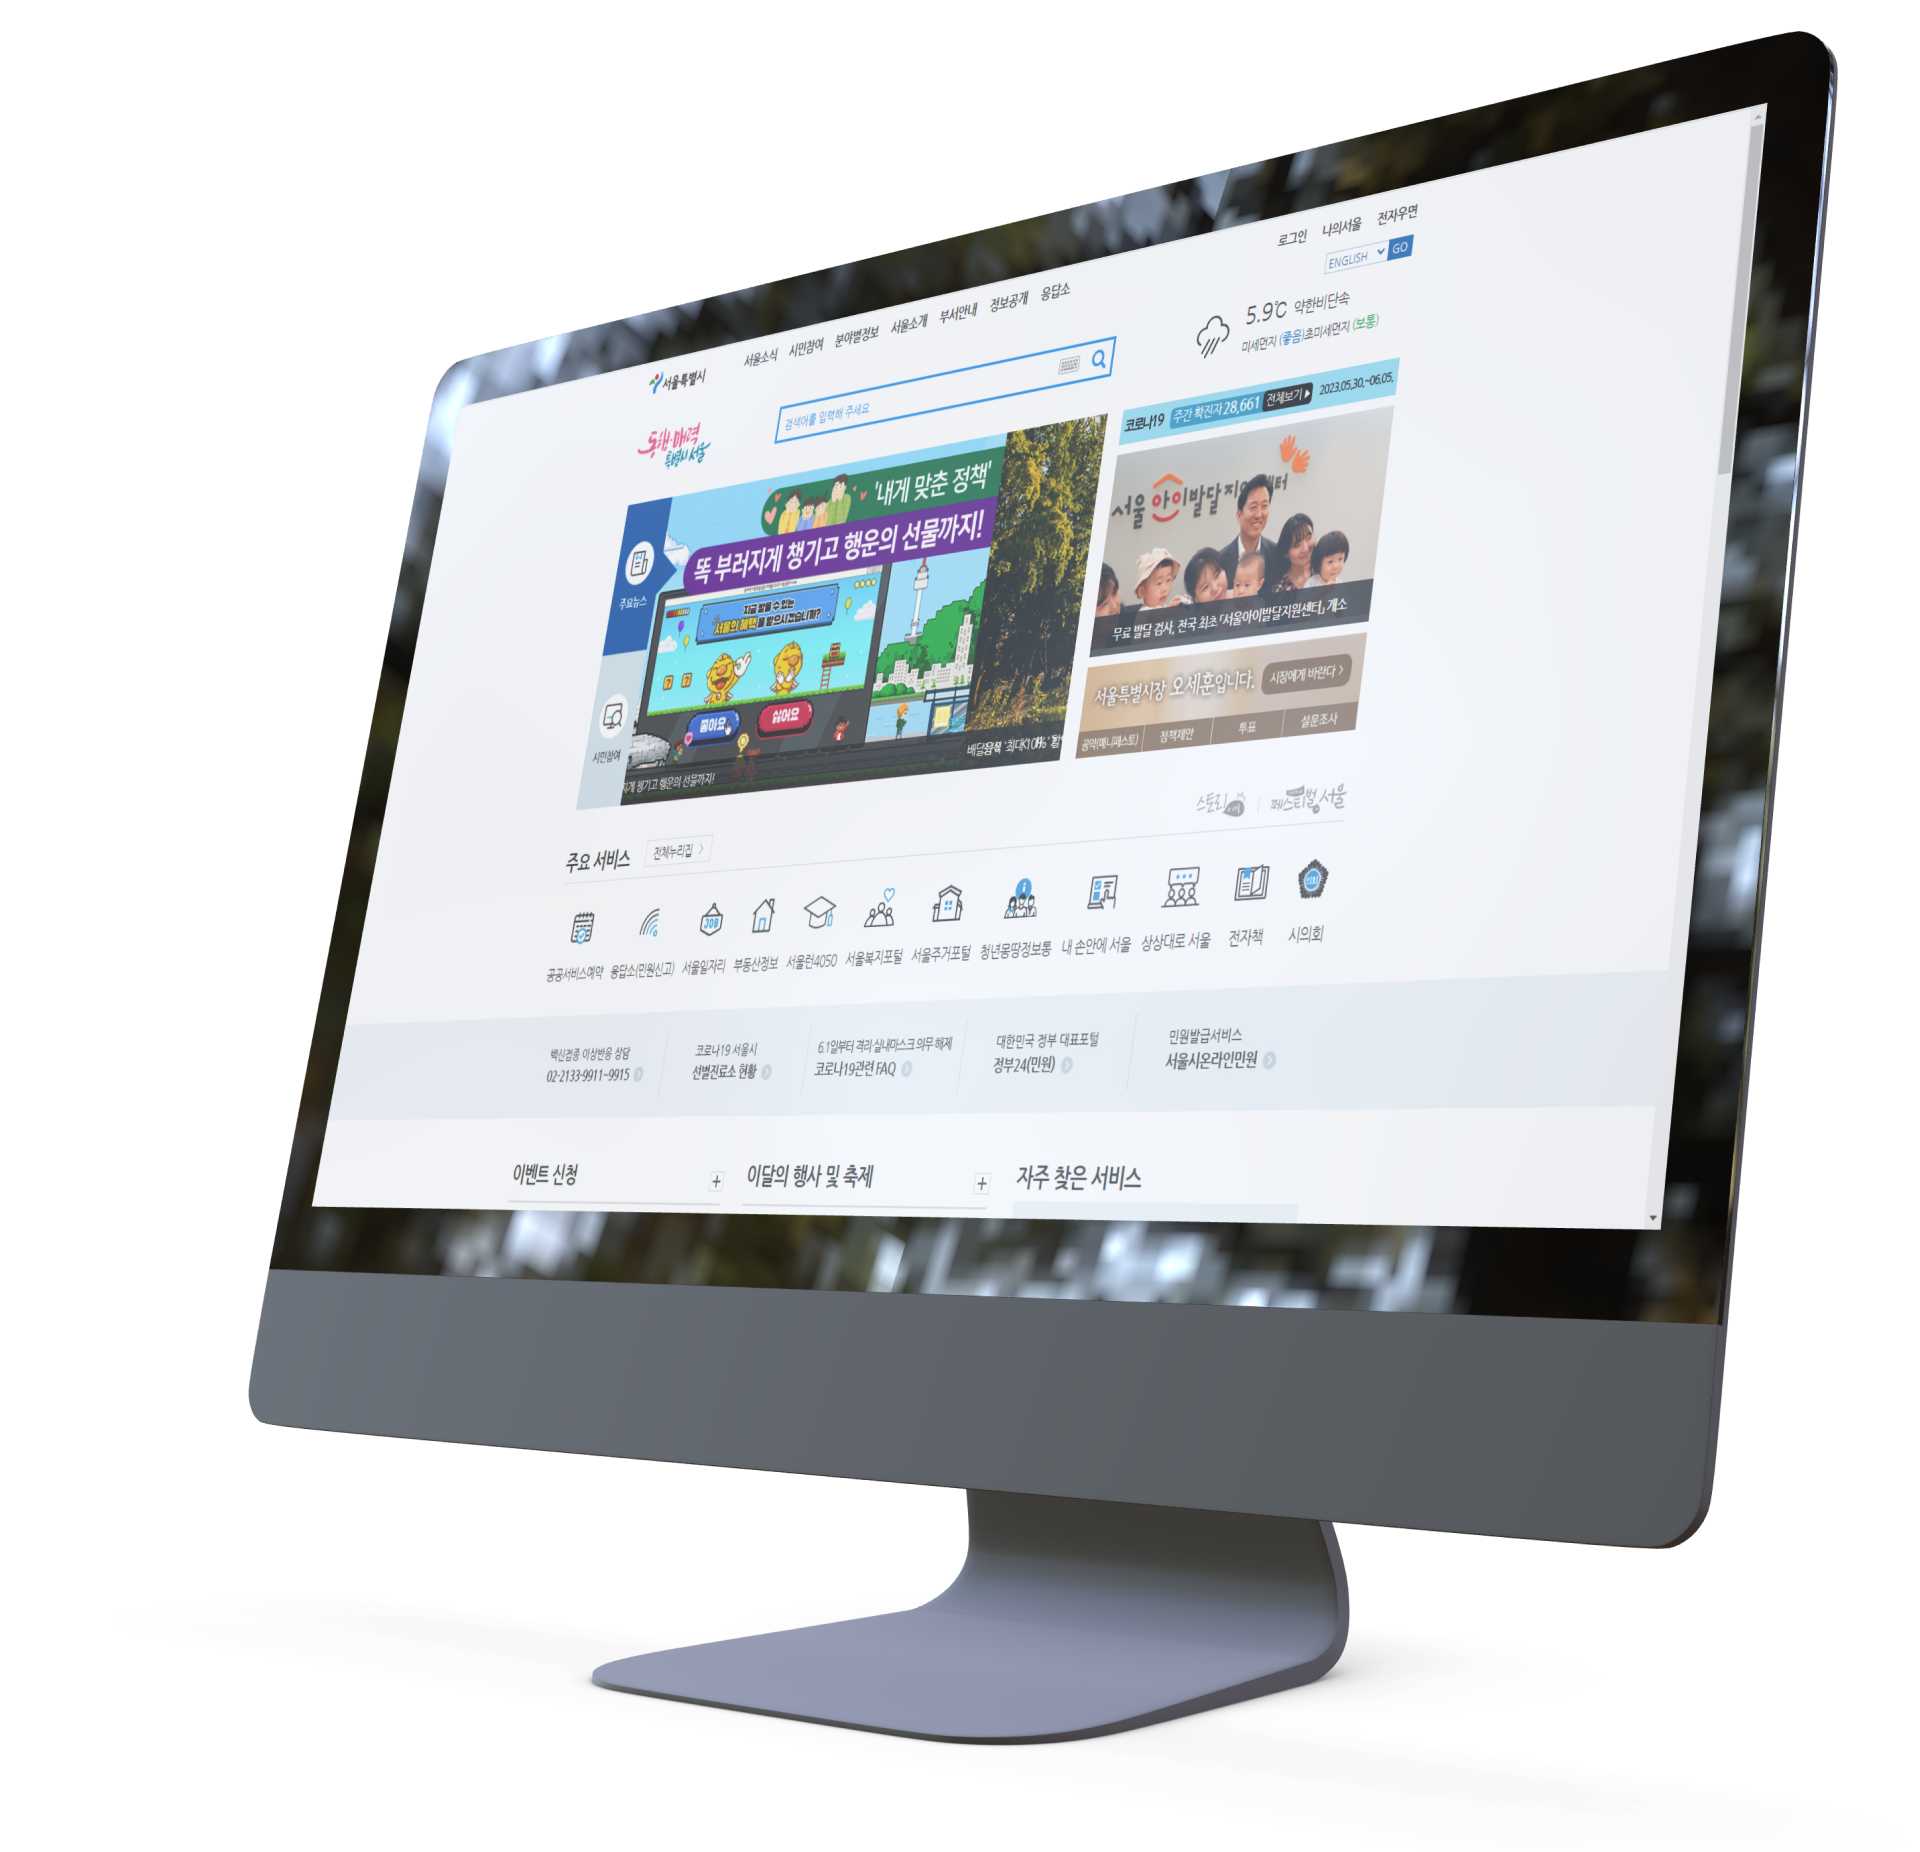 로그인 나의서울 전자우편
ENGLISH GO
서울특별시
서울소식 시민참여 분야별정보 서울소개 부서안내 정보공개 응답소
동행·매력
특별시 서울
검색어를 입력해 주세요
5.9℃ 약한비단속
미세먼지 (좋음)초미세먼지 (보통)
코로나19 주간 확진자 28,661 전체보기 2023.05.30.~06.05.
주요뉴스
시민참여
'내게 맞춘 정책'
똑 부러지게 챙기고 행운의 선물까지!
지금 받을 수 있는
서울의 혜택을 받으시겠습니까?
좋아요
싫어요
지게 챙기고 행운의 선물까지!
서울 아이발달지원센터
무료 발달 검사, 전국 최초 「서울아이발달지원센터」 개소
서울특별시장 오세훈입니다. 시장에게 바란다 >
공약(매니페스토) 정책제안 투표 설문조사
스토리 페스티벌 서울
주요 서비스 전체누리집 >
JOB
공공서비스예약 응답소(민원신고) 서울일자리 부동산정보 서울런4050 서울복지포털 서울주거포털 청년몽땅정보통 내 손안에 서울 상상대로 서울 전자책 시의회
백신접종 이상반응 상담
02-2133-9911~9915
코로나19 서울시
선별진료소 현황
6.1일부터 격리·실내마스크 의무 해제
코로나19관련 FAQ
대한민국 정부 대표포털
정부24(민원)
민원발급서비스
서울시온라인민원
이벤트 신청 +
이달의 행사 및 축제 +
자주 찾은 서비스